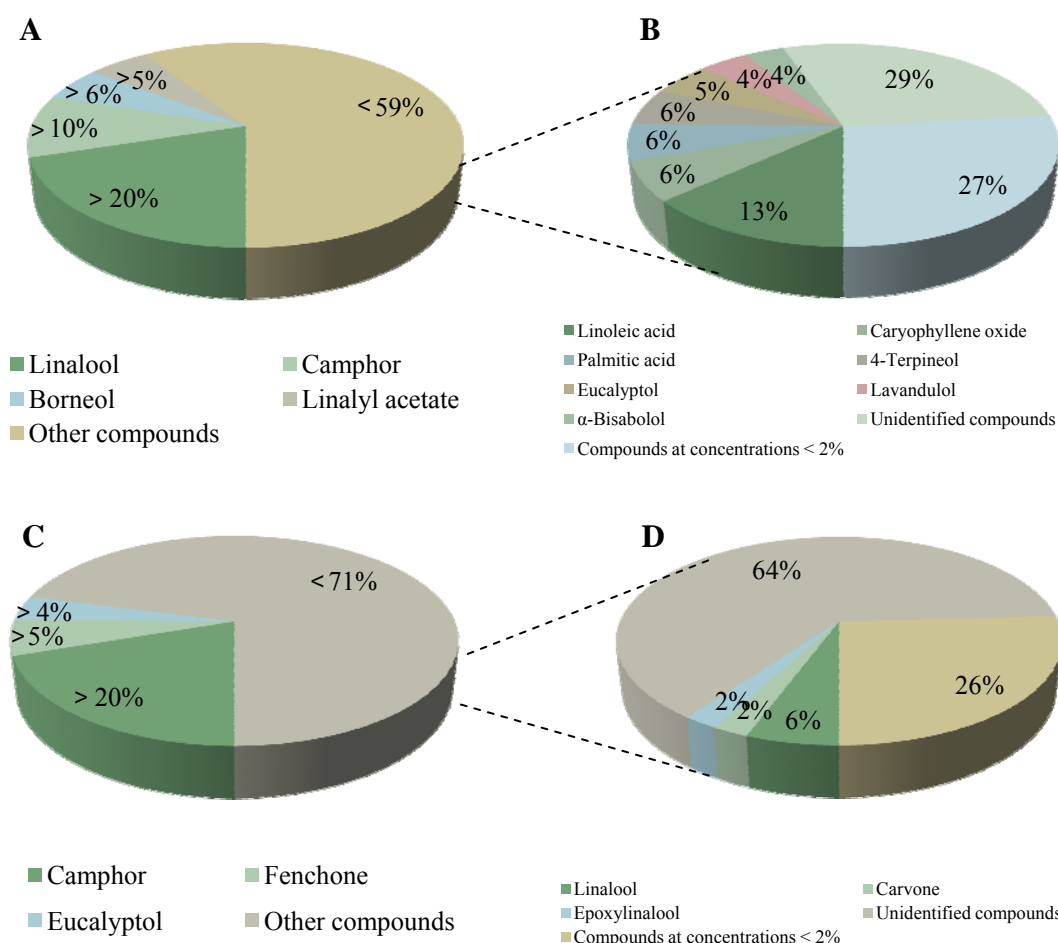 A
B
>5%
> 6%
> 10%
> 20%
<59%
4%
4%
5%
6%
6%
6%
13%
29%
27%
Linalool
Camphor
Borneol
Linalyl acetate
Other compounds
Linoleic acid
Caryophyllene oxide
Palmitic acid
4-Terpineol
Eucalyptol
Lavandulol
α-Bisabolol
Unidentified compounds
Compounds at concentrations < 2%
C
D
<71%
> 4%
>5%
> 20%
64%
2%
2%
6%
26%
Camphor
Fenchone
Eucalyptol
Other compounds
Linalool
Carvone
Epoxylinalool
Unidentified compounds
Compounds at concentrations < 2%